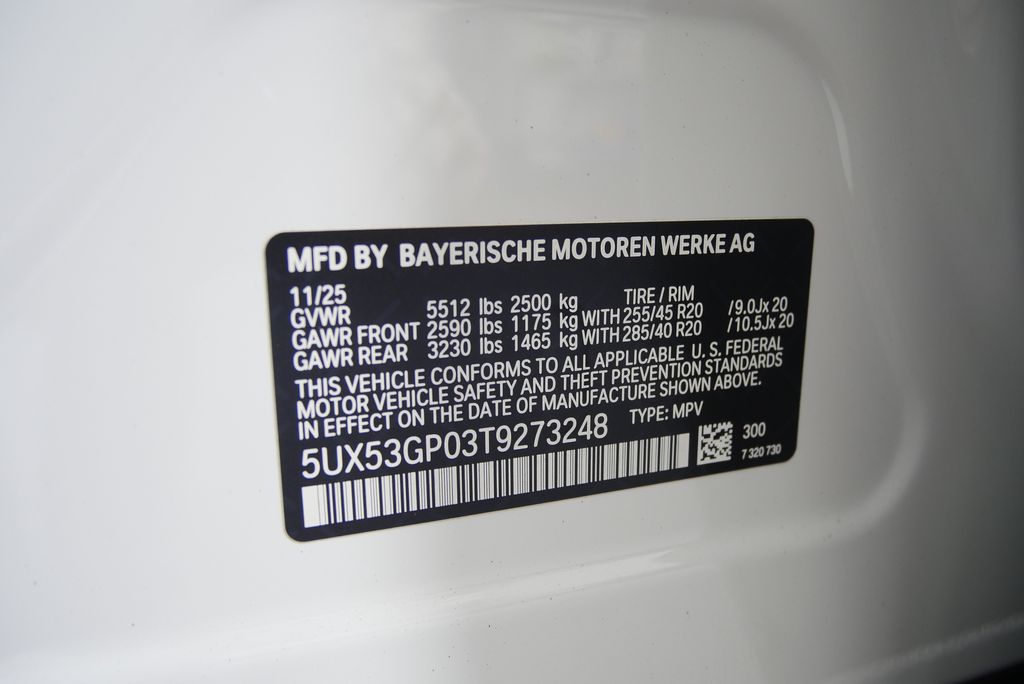 MFD BY BAYERISCHE MOTOREN WERKE AG
11/25 TIRE / RIM
GVWR 5512 lbs 2500 kg
GAWR FRONT 2590 lbs 1175 kg WITH 255/45 R20 /9.0Jx 20
GAWR REAR 3230 lbs 1465 kg WITH 285/40 R20 /10.5Jx 20
THIS VEHICLE CONFORMS TO ALL APPLICABLE U. S. FEDERAL
MOTOR VEHICLE SAFETY AND THEFT PREVENTION STANDARDS
IN EFFECT ON THE DATE OF MANUFACTURE SHOWN ABOVE.
5UX53GP03T9273248 TYPE: MPV
300
7 320 730